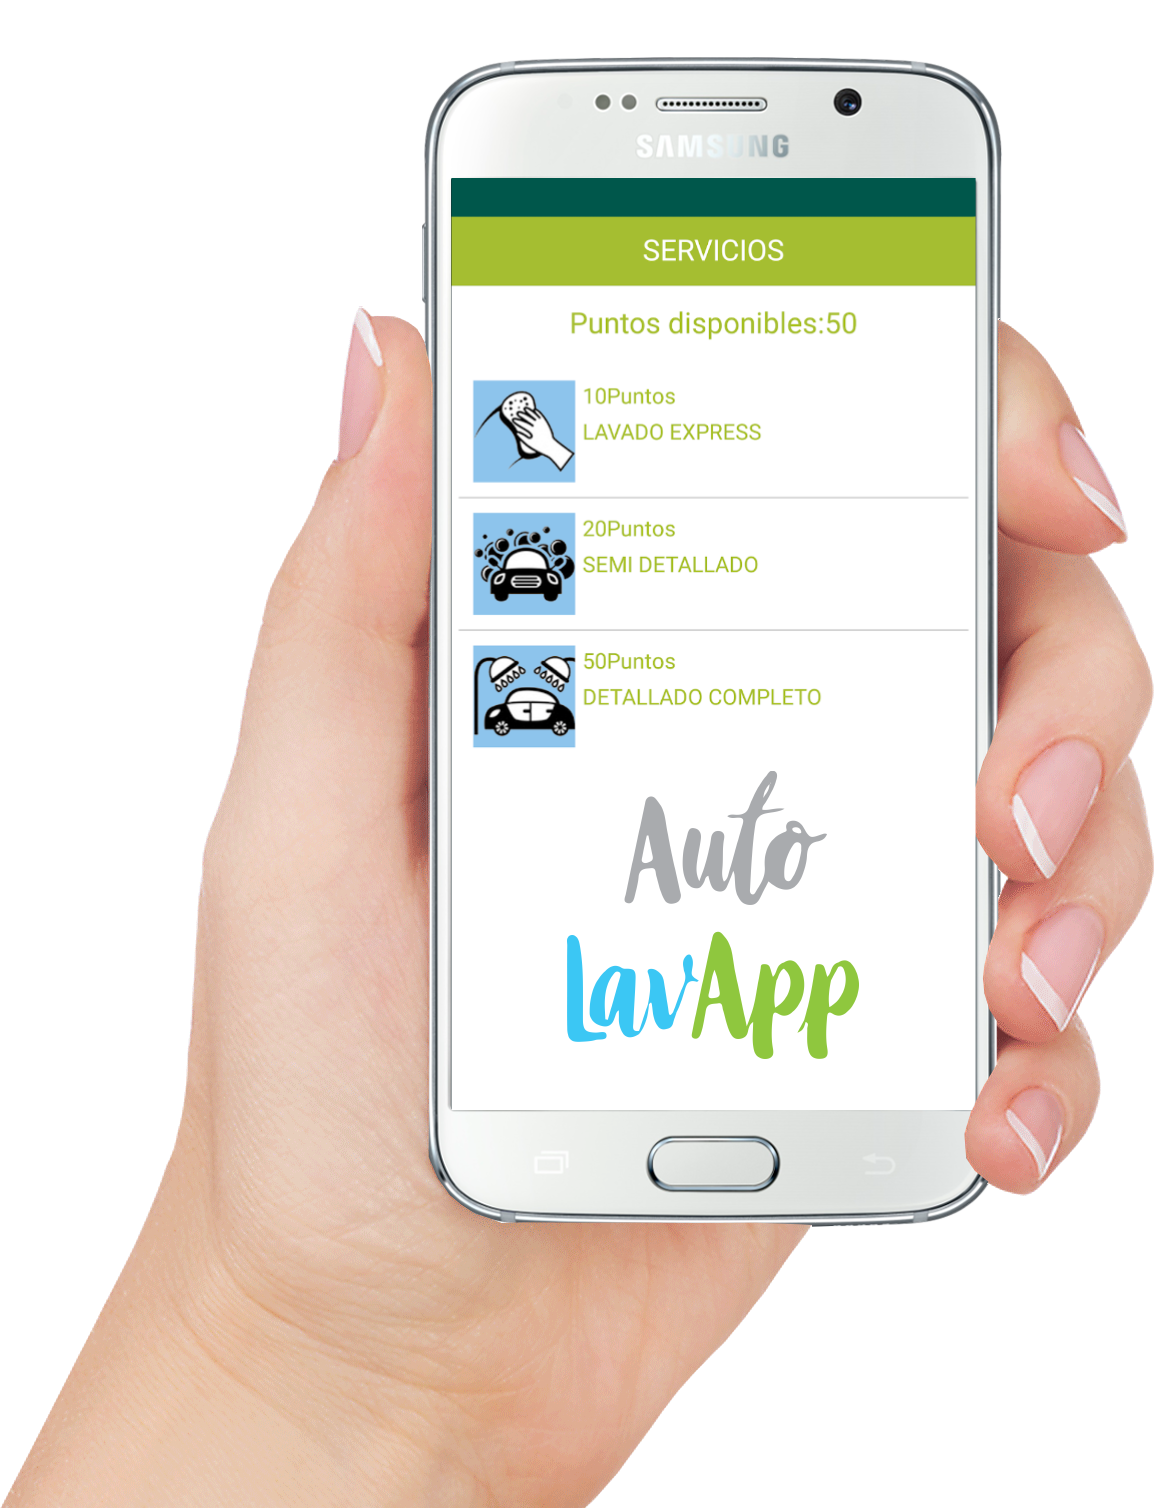 SAMSUNG
SERVICIOS
Puntos disponibles:50
10Puntos
LAVADO EXPRESS
20Puntos
SEMI DETALLADO
50Puntos
DETALLADO COMPLETO
Auto
LavApp